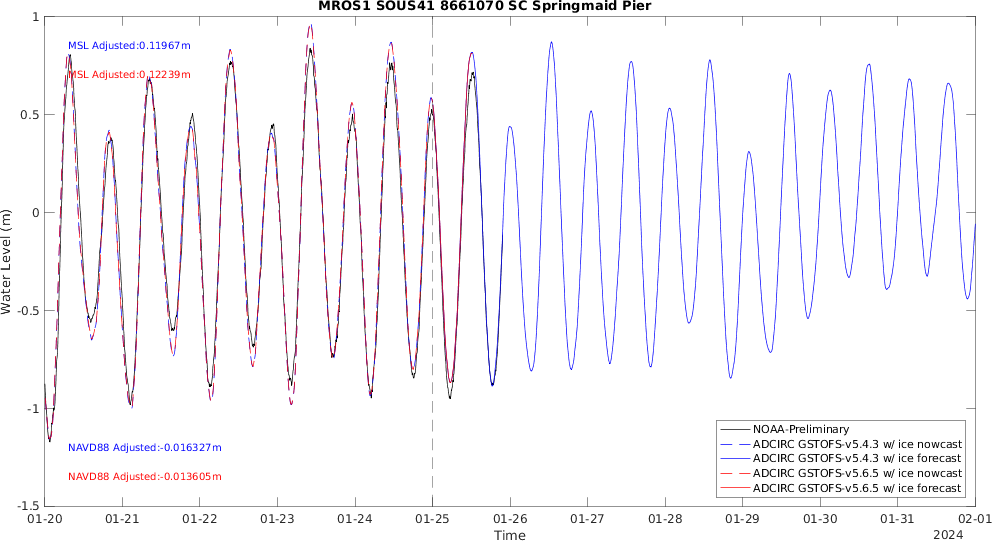 MROS1 SOUS41 8661070 SC Springmaid Pier
MSL Adjusted:0.11967m
MSL Adjusted:0.12239m
NAVD88 Adjusted:-0.016327m
NAVD88 Adjusted:-0.013605m
Water Level (m)
1
0.5
0
-0.5
-1
-1.5
NOAA-Preliminary
ADCIRC GSTOFS-v5.4.3 w/ ice nowcast
ADCIRC GSTOFS-v5.4.3 w/ ice forecast
ADCIRC GSTOFS-v5.6.5 w/ ice nowcast
ADCIRC GSTOFS-v5.6.5 w/ ice forecast
01-20 01-21 01-22 01-23 01-24 01-25 01-26 01-27 01-28 01-29 01-30 01-31 02-01
Time
2024